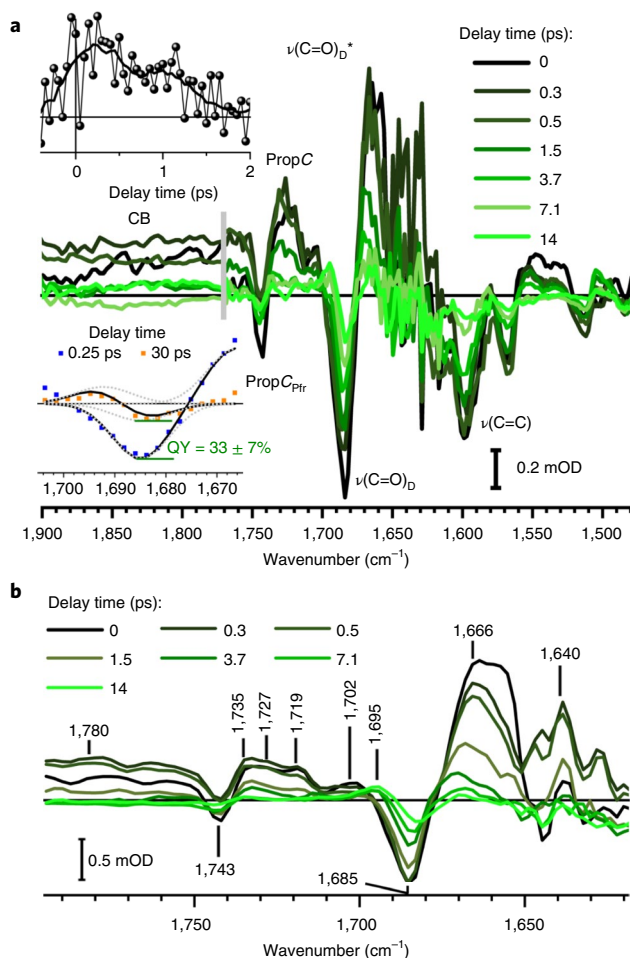 a
ν(C=O)D*
Delay time (ps):
0
0.3
0.5
1.5
3.7
7.1
14
0 1 2
Delay time (ps)
CB
PropC
Delay time
0.25 ps 30 ps
PropCPfr
QY = 33 ± 7%
ν(C=C)
ν(C=O)D
0.2 mOD
1,700 1,690 1,680 1,670
1,900 1,850 1,800 1,750 1,700 1,650 1,600 1,550 1,500
Wavenumber (cm⁻¹)
b
Delay time (ps):
0 0.3 0.5
1.5 3.7 7.1
14
1,666
1,640
1,780
1,735
1,727
1,719
1,702
1,695
0.5 mOD
1,743
1,685
1,750 1,700 1,650
Wavenumber (cm⁻¹)